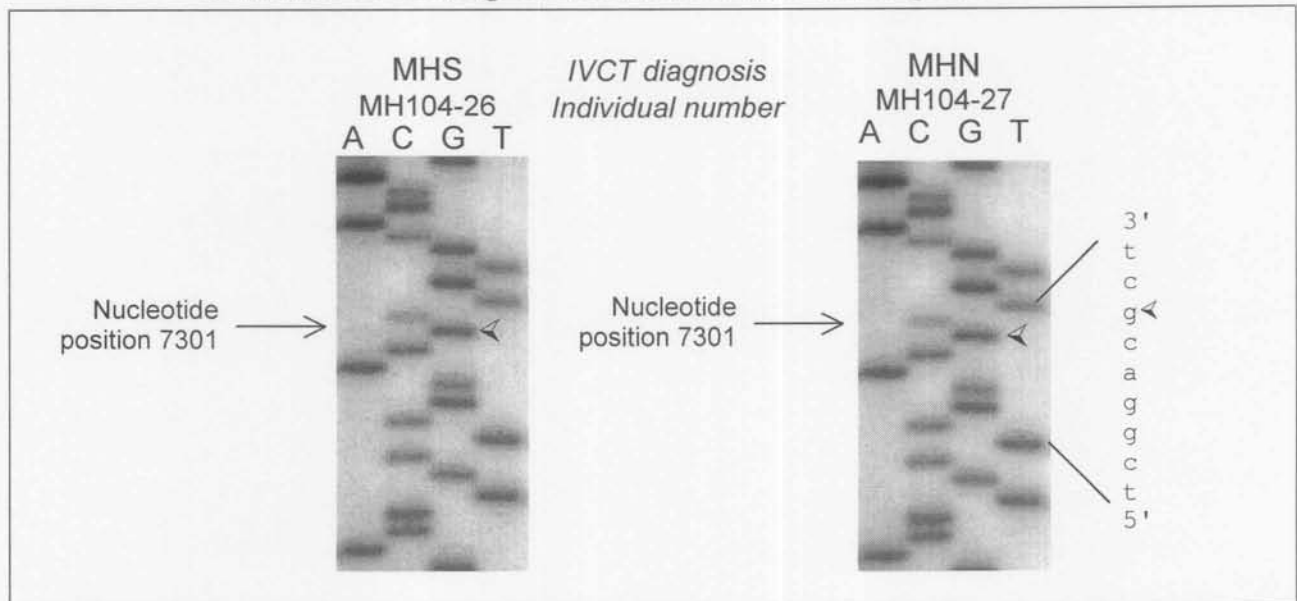 MHS
MH104-26
A C G T
IVCT diagnosis
Individual number
MHN
MH104-27
A C G T
Nucleotide
position 7301
Nucleotide
position 7301
3'
t
c
g
c
a
g
g
c
t
5'